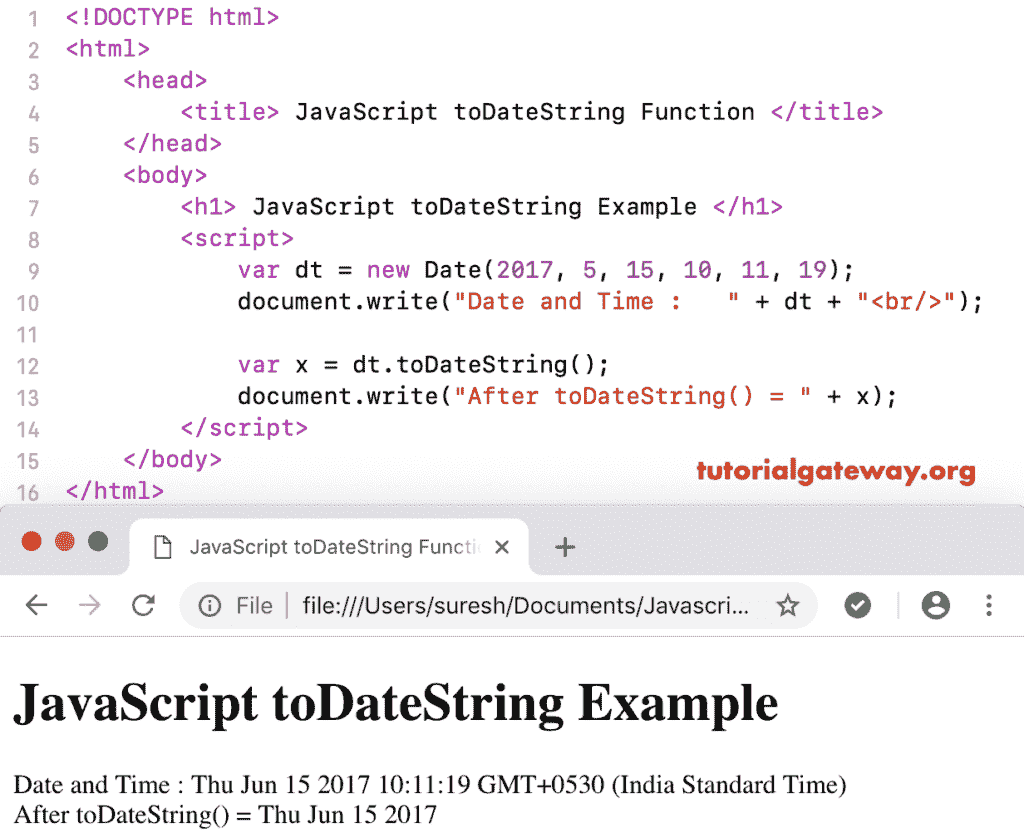 1 <!DOCTYPE html>
2 <html>
3 <head>
4 <title> JavaScript toDateString Function </title>
5 </head>
6 <body>
7 <h1> JavaScript toDateString Example </h1>
8 <script>
9 var dt = new Date(2017, 5, 15, 10, 11, 19);
10 document.write("Date and Time :   " + dt + "<br/>");
11
12 var x = dt.toDateString();
13 document.write("After toDateString() = " + x);
14 </script>
15 </body>
tutorialgateway.org
16 </html>
JavaScript toDateString Functi
File file:///Users/suresh/Documents/Javascri...
JavaScript toDateString Example
Date and Time : Thu Jun 15 2017 10:11:19 GMT+0530 (India Standard Time)
After toDateString() = Thu Jun 15 2017